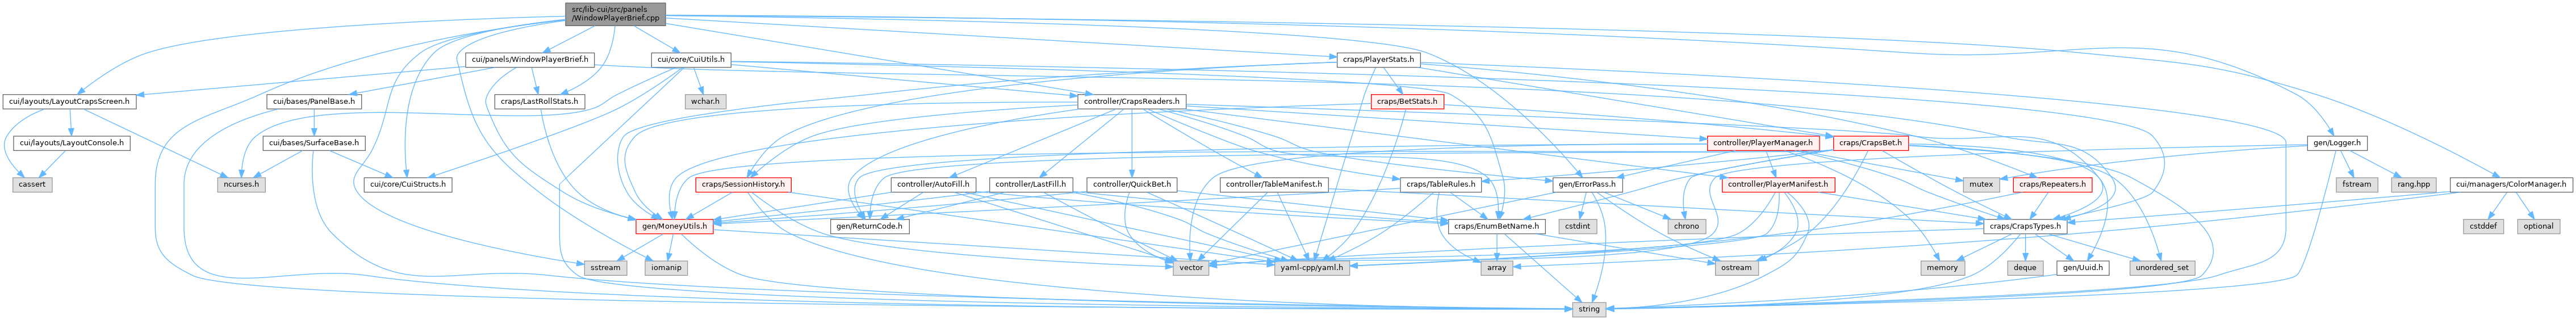 src/lib-cui/src/panels
/WindowPlayerBrief.cpp
cui/panels/WindowPlayerBrief.h
cui/core/CuiUtils.h
craps/PlayerStats.h
cui/layouts/LayoutCrapsScreen.h
cui/bases/PanelBase.h
craps/LastRollStats.h
wchar.h
controller/CrapsReaders.h
craps/BetStats.h
cui/layouts/LayoutConsole.h
cui/bases/SurfaceBase.h
controller/PlayerManager.h
craps/CrapsBet.h
gen/Logger.h
cassert
ncurses.h
cui/core/CuiStructs.h
craps/SessionHistory.h
controller/AutoFill.h
controller/LastFill.h
controller/QuickBet.h
controller/TableManifest.h
craps/TableRules.h
gen/ErrorPass.h
controller/PlayerManifest.h
mutex
craps/Repeaters.h
fstream
rang.hpp
cui/managers/ColorManager.h
gen/MoneyUtils.h
gen/ReturnCode.h
craps/EnumBetName.h
cstdint
chrono
craps/CrapsTypes.h
cstddef
optional
sstream
iomanip
vector
yaml-cpp/yaml.h
array
ostream
memory
deque
gen/Uuid.h
unordered_set
string